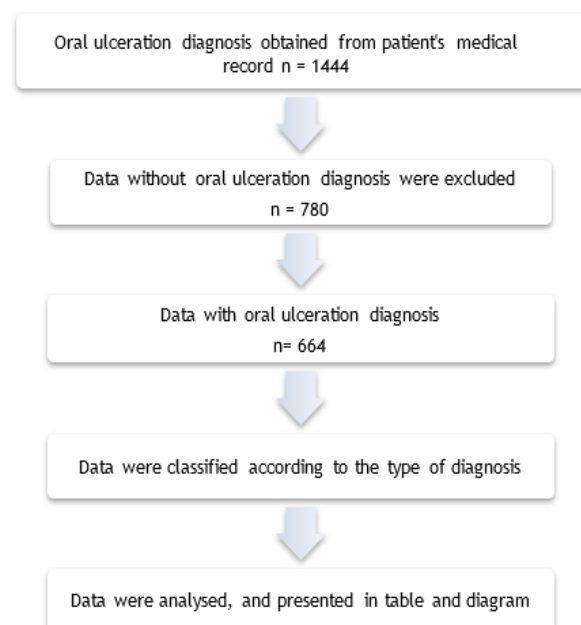 Oral ulceration diagnosis obtained from patient's medical
record n = 1444
Data without oral ulceration diagnosis were excluded
n = 780
Data with oral ulceration diagnosis
n= 664
Data were classified according to the type of diagnosis
Data were analysed, and presented in table and diagram